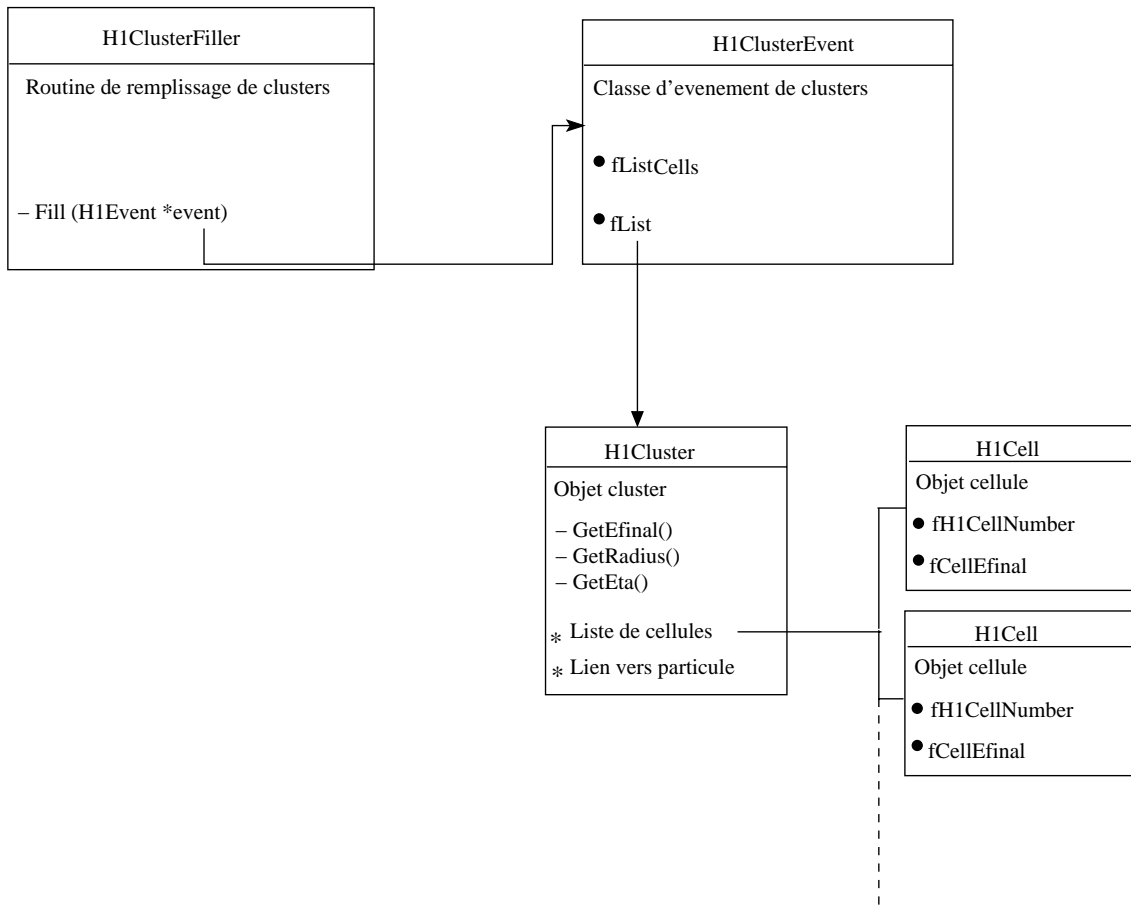 H1ClusterFiller
Routine de remplissage de clusters
– Fill (H1Event *event)
H1ClusterEvent
Classe d'evenement de clusters
● fListCells
● fList
H1Cluster
Objet cluster
– GetEfinal()
– GetRadius()
– GetEta()
* Liste de cellules
* Lien vers particule
H1Cell
Objet cellule
● fH1CellNumber
● fCellEfinal
H1Cell
Objet cellule
● fH1CellNumber
● fCellEfinal